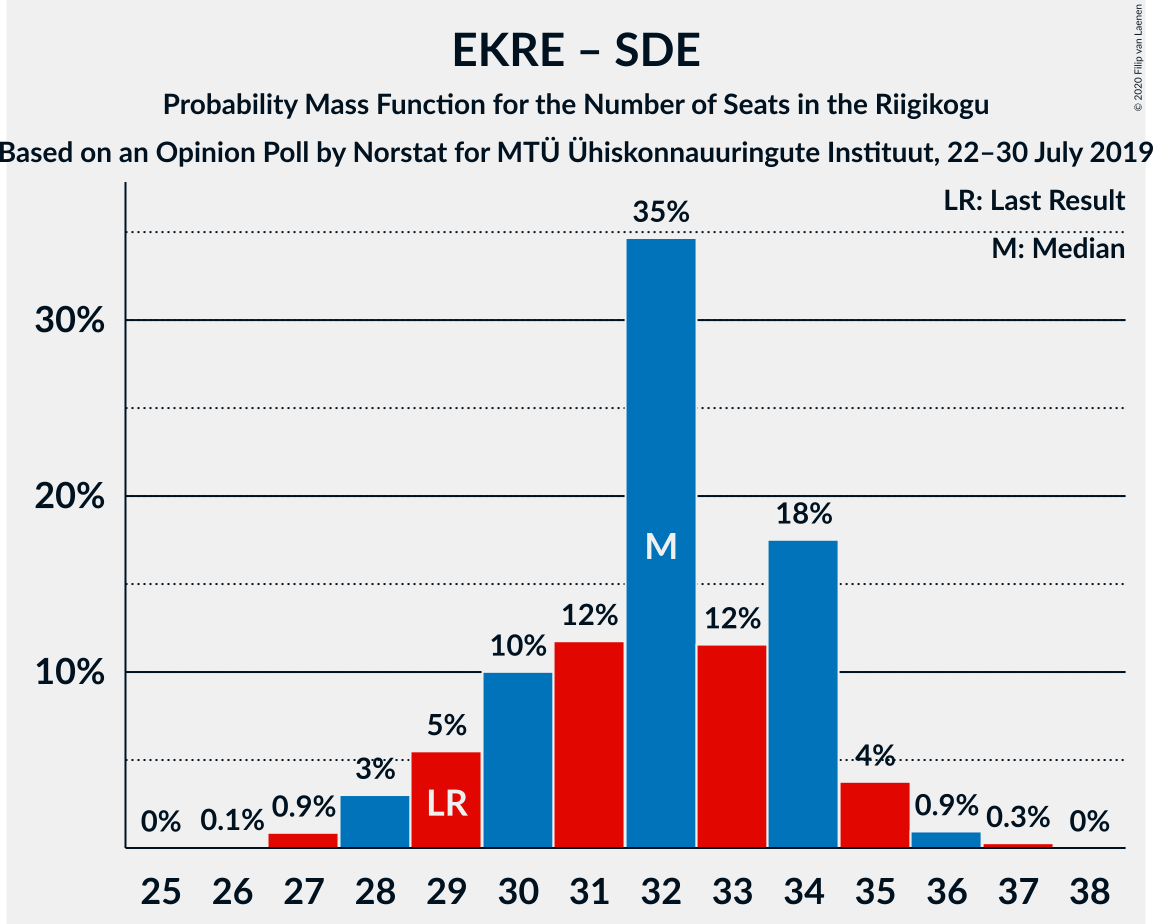 EKRE – SDE
Probability Mass Function for the Number of Seats in the Riigikogu
Based on an Opinion Poll by Norstat for MTÜ Ühiskonnauuringute Instituut, 22–30 July 2019
© 2020 Filip van Laenen
LR: Last Result
M: Median
35%
30%
20%
18%
M
12%
12%
10%
10%
5%
3%
4%
LR
0%
0.1%
0.9%
0.9%
0.3%
0%
25 26 27 28 29 30 31 32 33 34 35 36 37 38